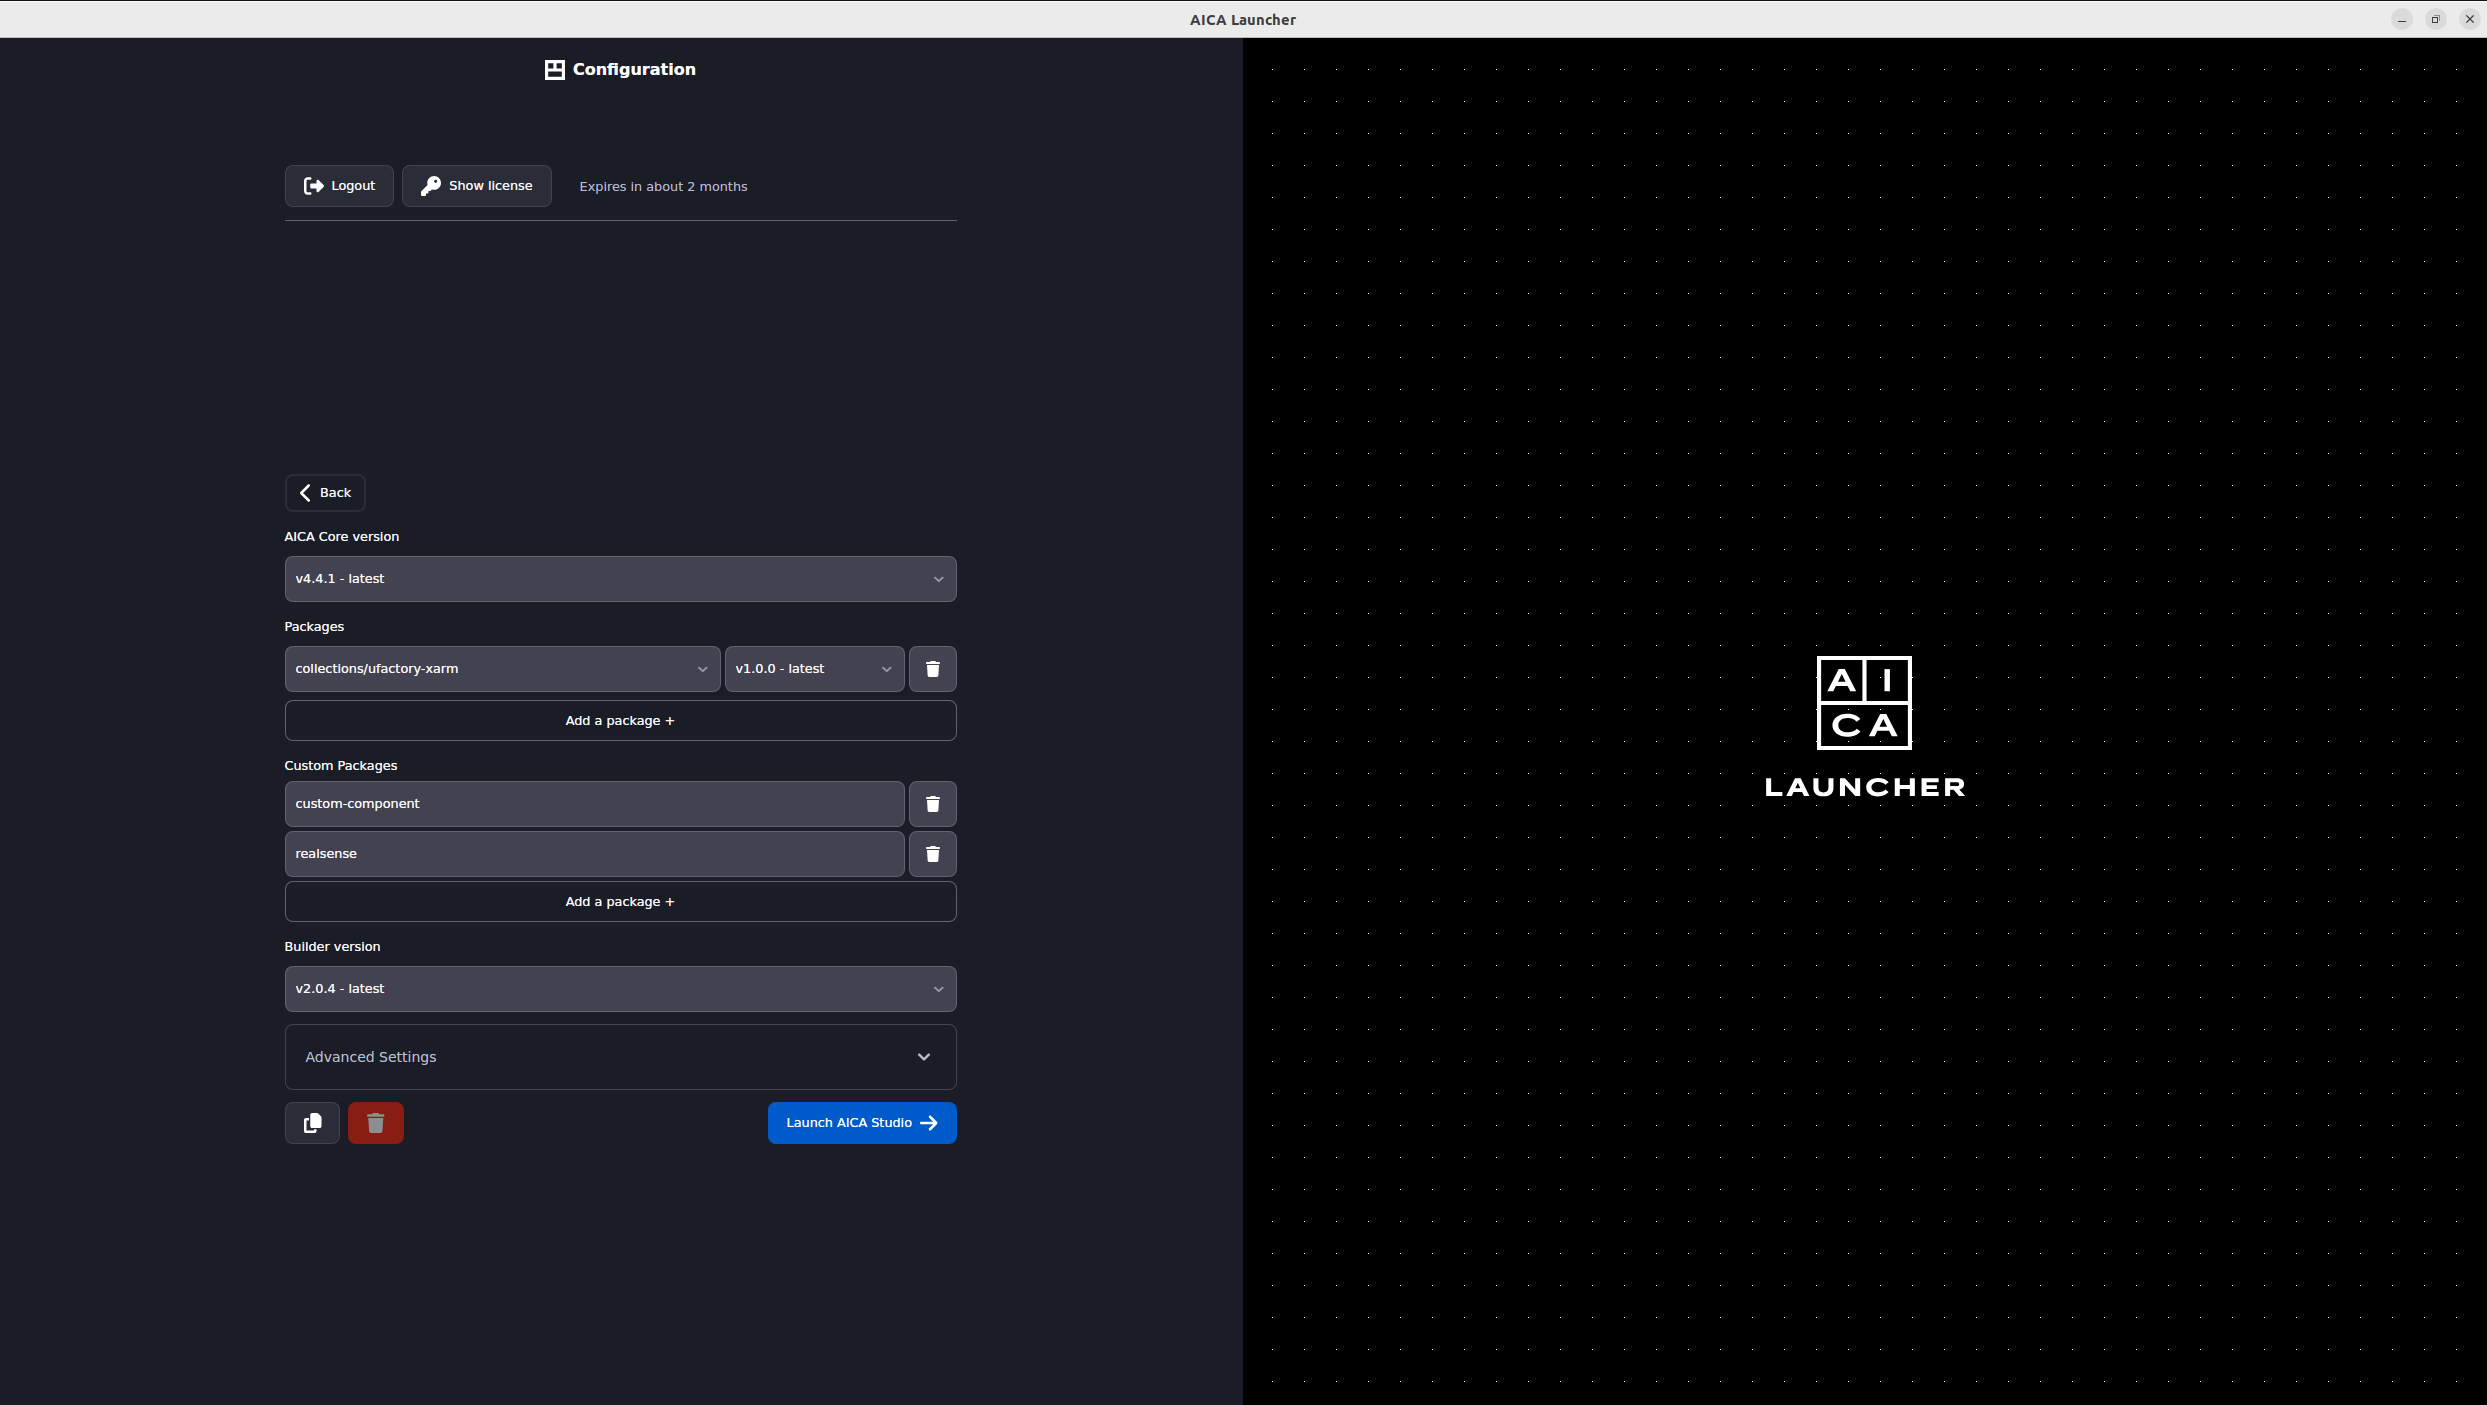 AICA Launcher
Configuration
Logout
Show license
Expires in about 2 months
Back
AICA Core version
v4.4.1 - latest
Packages
collections/ufactory-xarm
v1.0.0 - latest
Add a package +
Custom Packages
custom-component
realsense
Add a package +
Builder version
v2.0.4 - latest
Advanced Settings
Launch AICA Studio
A I
C A
LAUNCHER